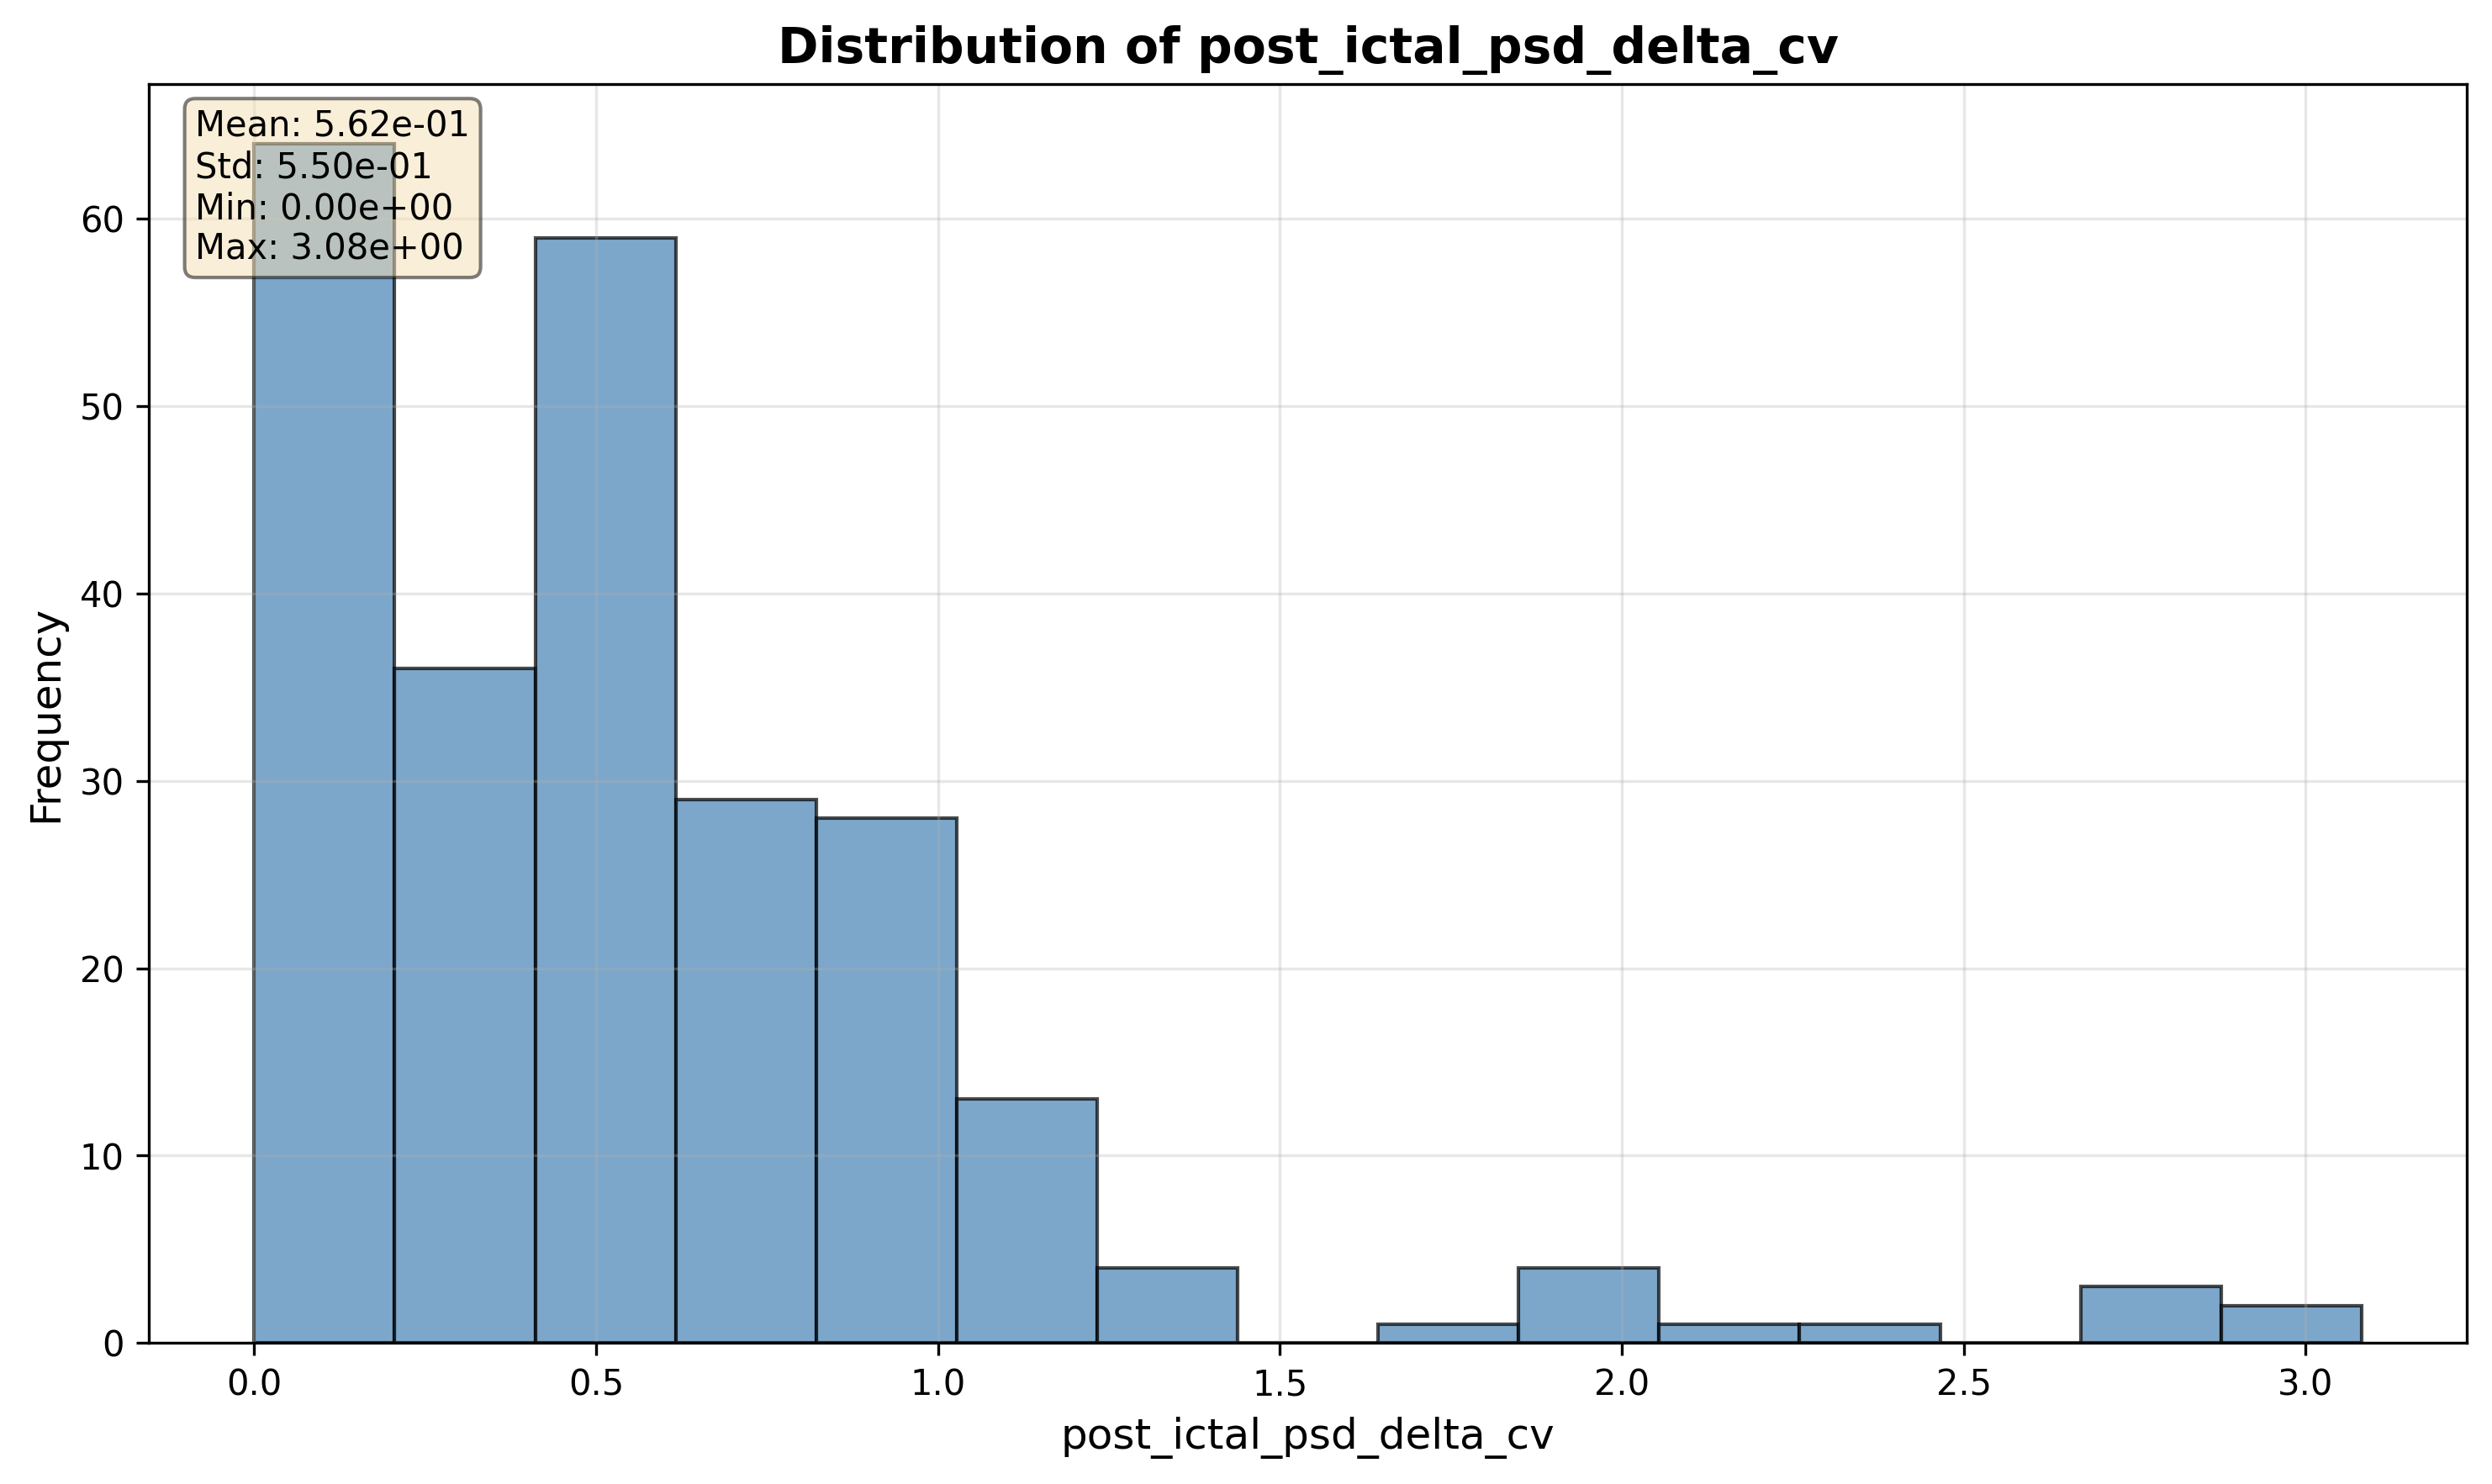 Distribution of post_ictal_psd_delta_cv
Mean: 5.62e-01
Std: 5.50e-01
Min: 0.00e+00
Max: 3.08e+00
Frequency
60
50
40
30
20
10
0
0.0 0.5 1.0 1.5 2.0 2.5 3.0
post_ictal_psd_delta_cv